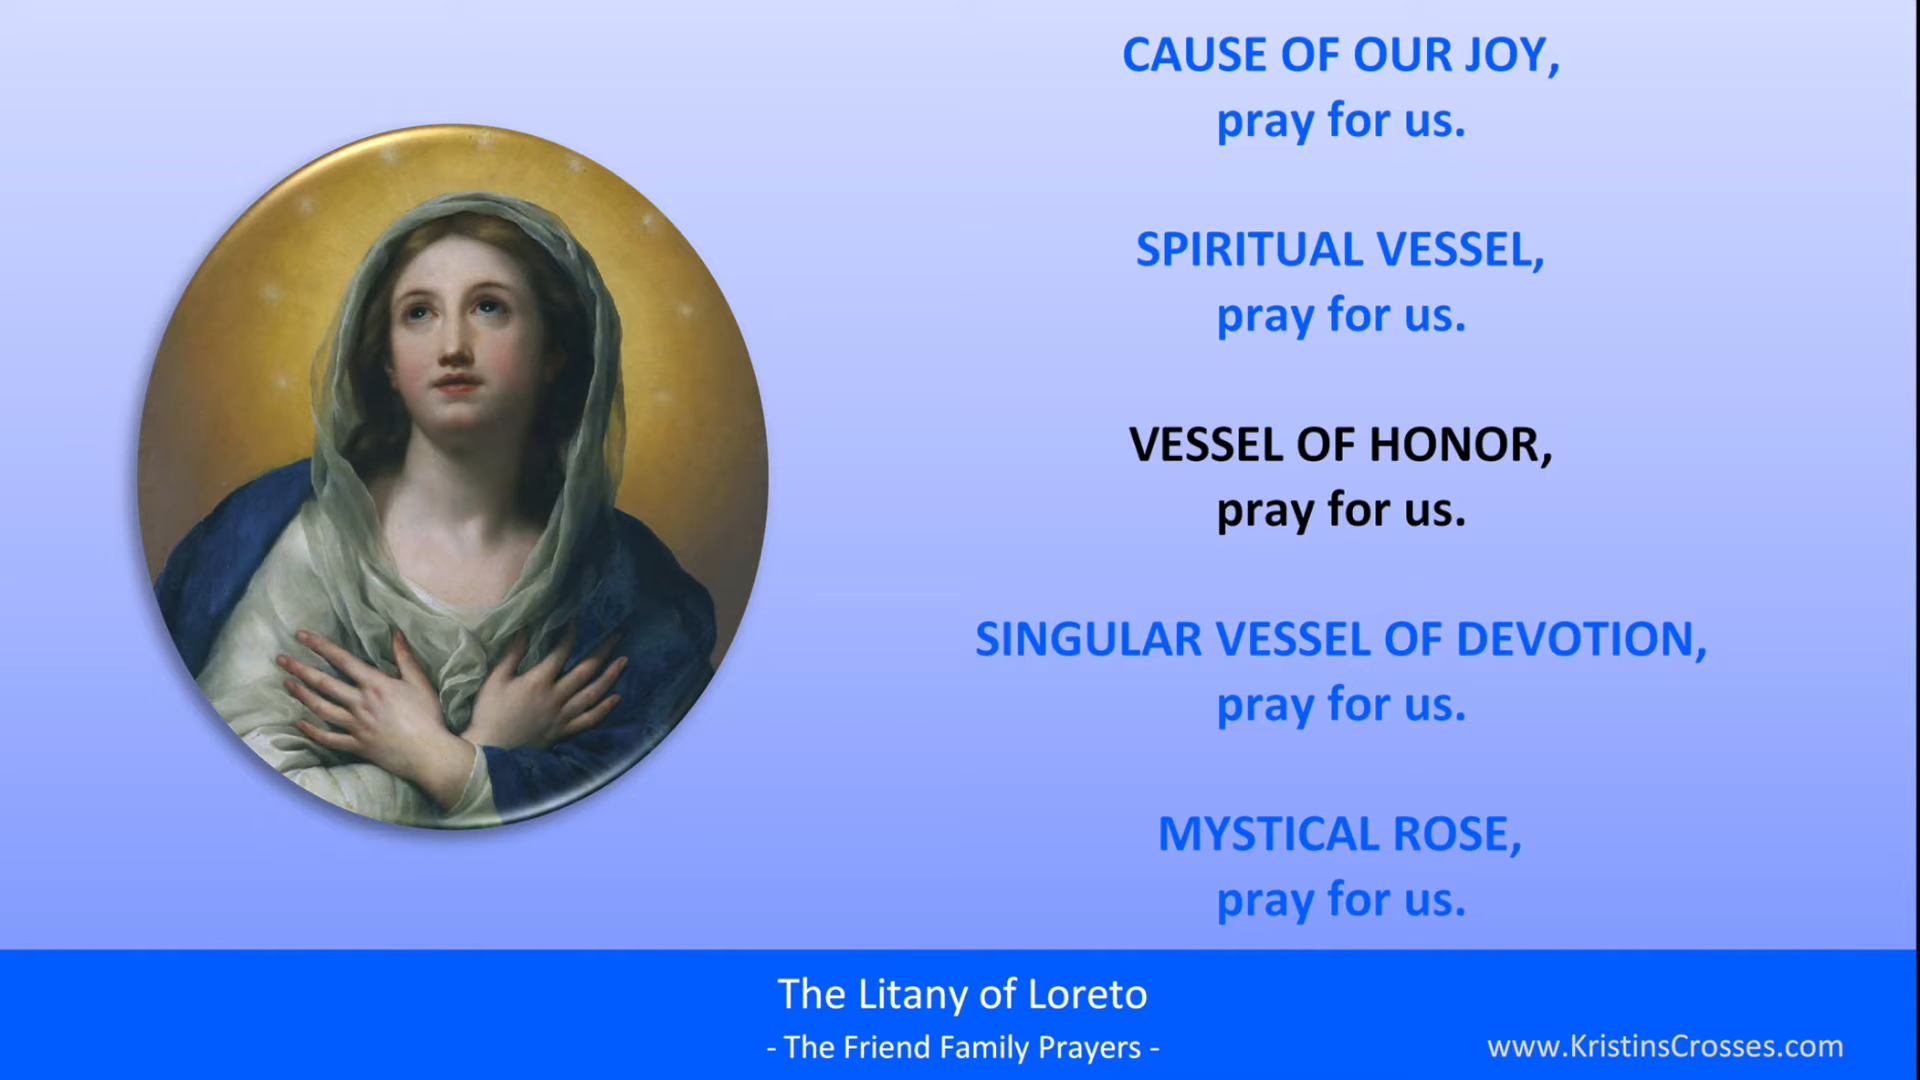 CAUSE OF OUR JOY,
pray for us.
SPIRITUAL VESSEL,
pray for us.
VESSEL OF HONOR,
pray for us.
SINGULAR VESSEL OF DEVOTION,
pray for us.
MYSTICAL ROSE,
pray for us.
The Litany of Loreto
- The Friend Family Prayers -
www.KristinsCrosses.com